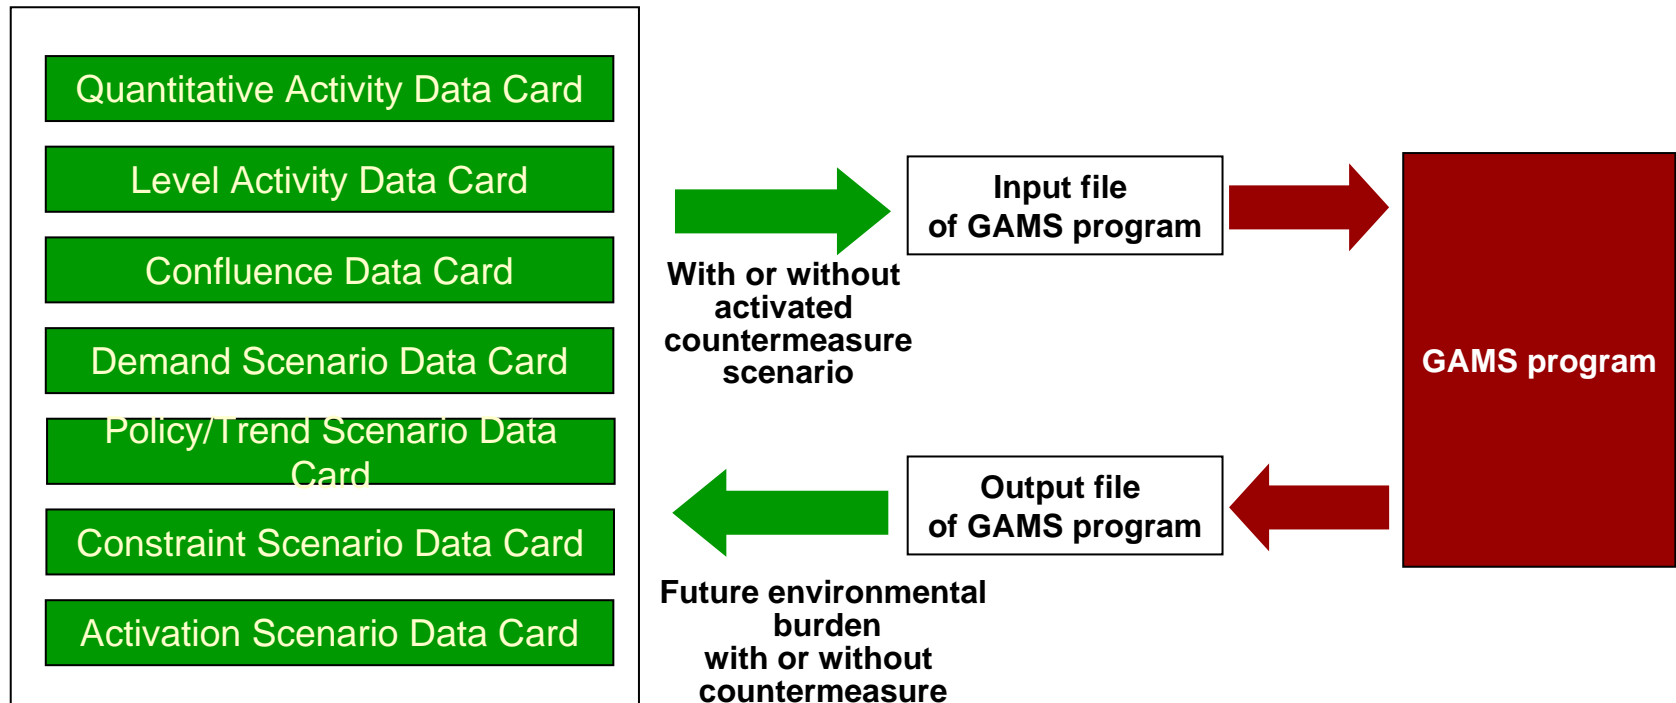 Quantitative Activity Data Card
Level Activity Data Card
Confluence Data Card
Demand Scenario Data Card
Policy/Trend Scenario Data
Card
Constraint Scenario Data Card
Activation Scenario Data Card
With or without
activated
countermeasure
scenario
Input file
of GAMS program
GAMS program
Output file
of GAMS program
Future environmental
burden
with or without
countermeasure